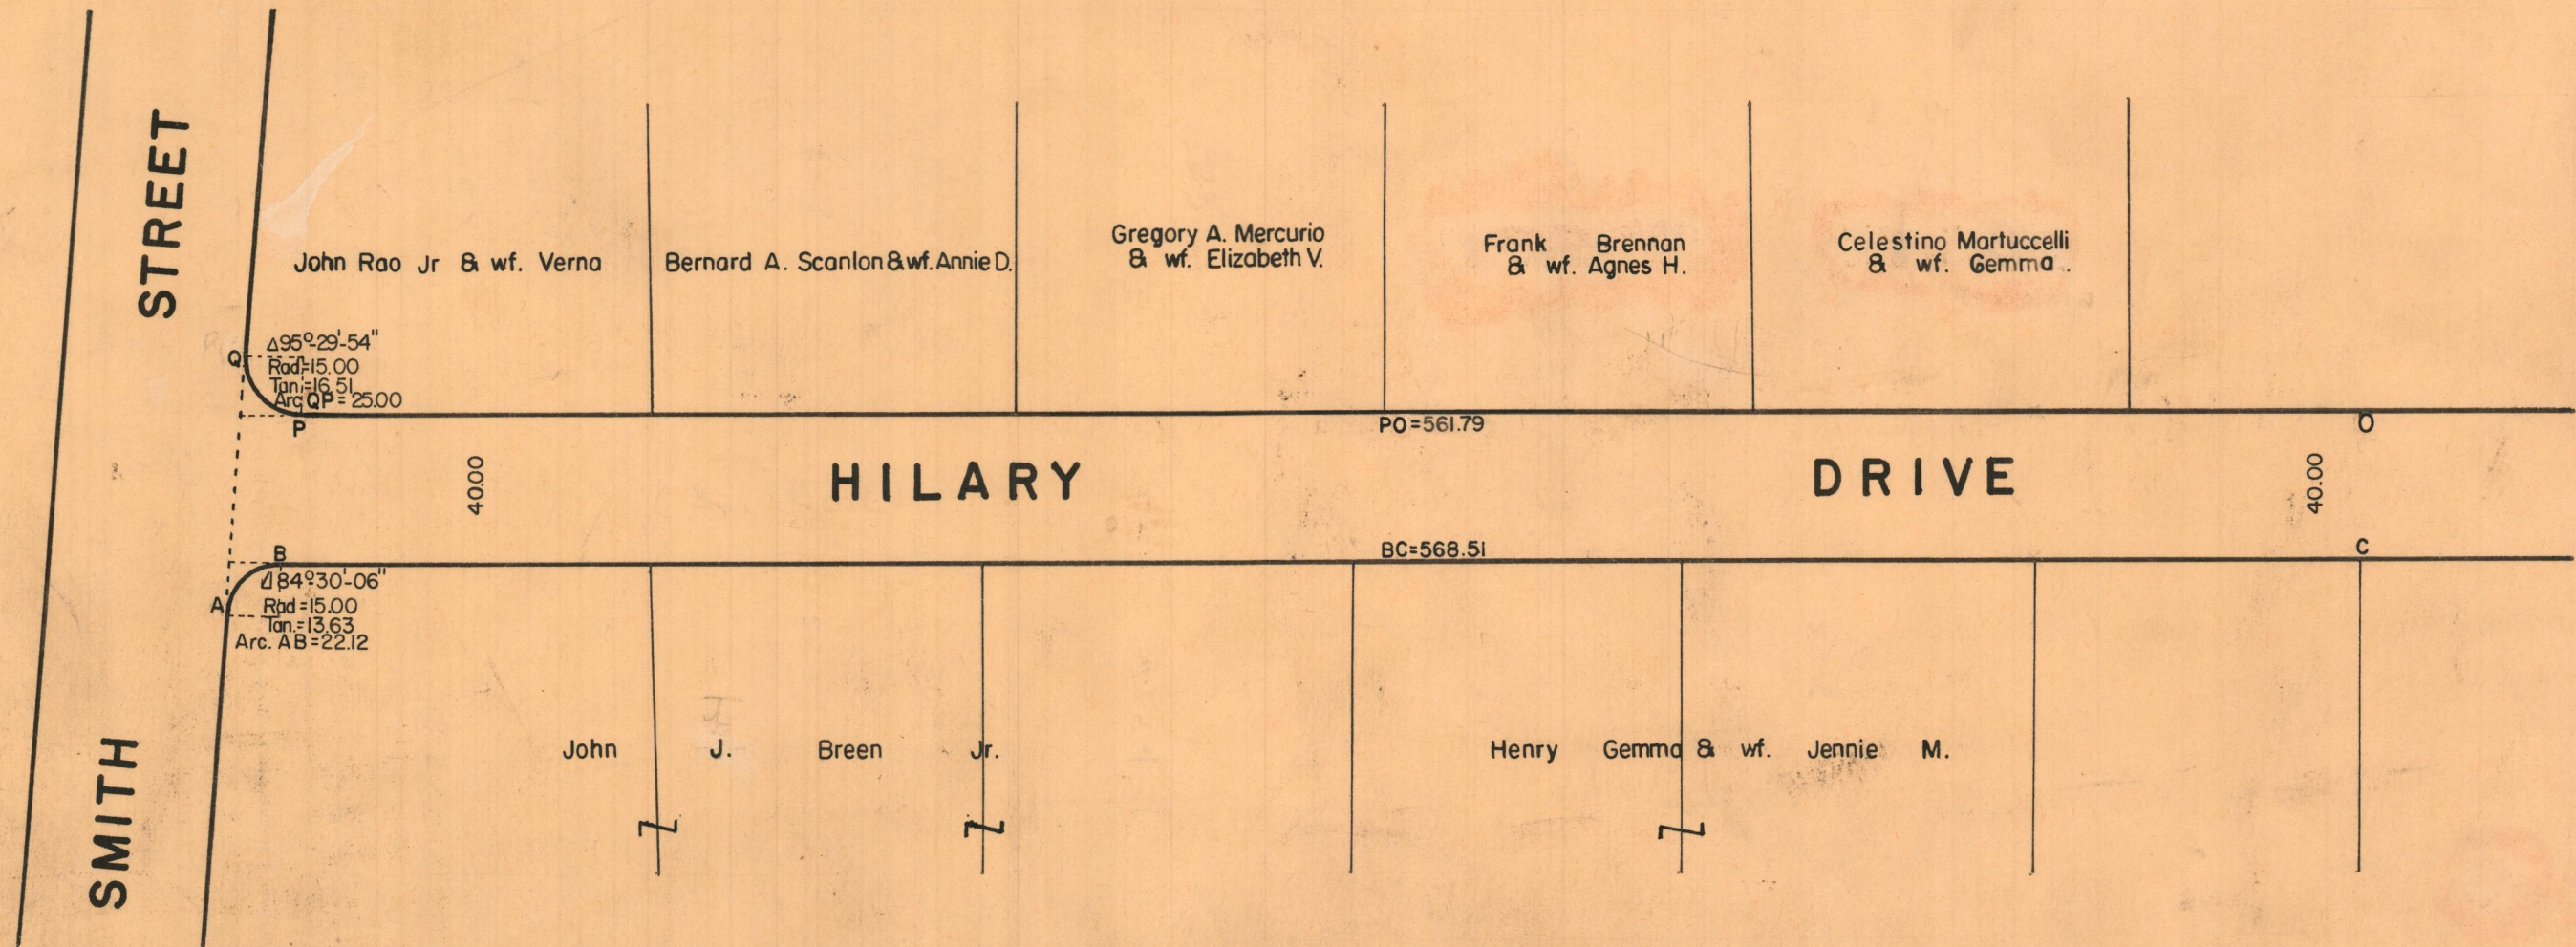 SMITH STREET
John Rao Jr & wf. Verna
Bernard A. Scanlon & wf. Annie D.
Gregory A. Mercurio
& wf. Elizabeth V.
Frank Brennan
& wf. Agnes H.
Celestino Martuccelli
& wf. Gemma.
Q
Δ95°-29'-54"
Rad=15.00
Tan.=16.51
Arc QP=25.00
P
PO=561.79
O
40.00
HILARY DRIVE
40.00
B
BC=568.51
C
Δ84°-30'-06"
A
Rad=15.00
Tan.=13.63
Arc. AB=22.12
John J. Breen Jr.
Henry Gemma & wf. Jennie M.